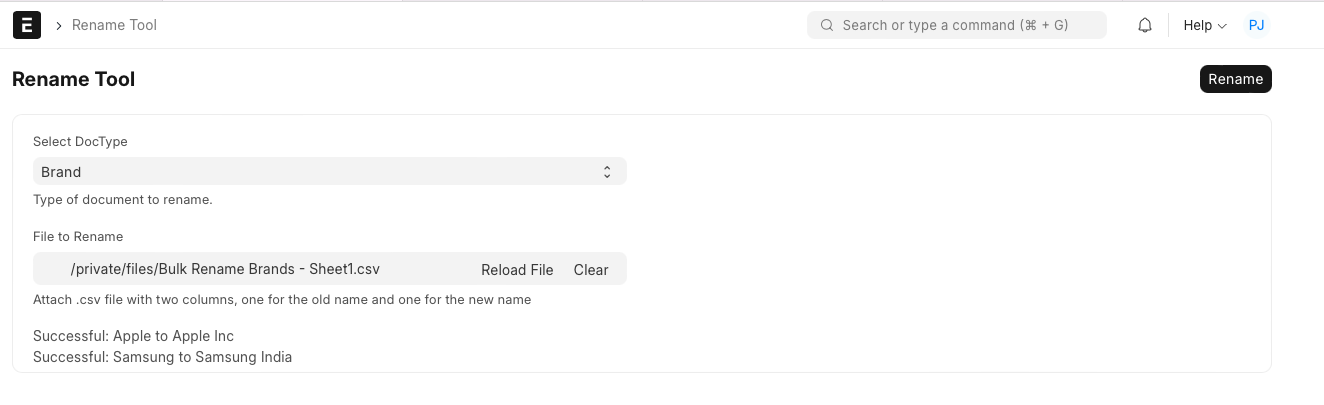 E > Rename Tool
Search or type a command (⌘ + G)
Help
PJ
Rename Tool
Rename
Select DocType
Brand
Type of document to rename.
File to Rename
/private/files/Bulk Rename Brands - Sheet1.csv
Reload File
Clear
Attach .csv file with two columns, one for the old name and one for the new name
Successful: Apple to Apple Inc
Successful: Samsung to Samsung India